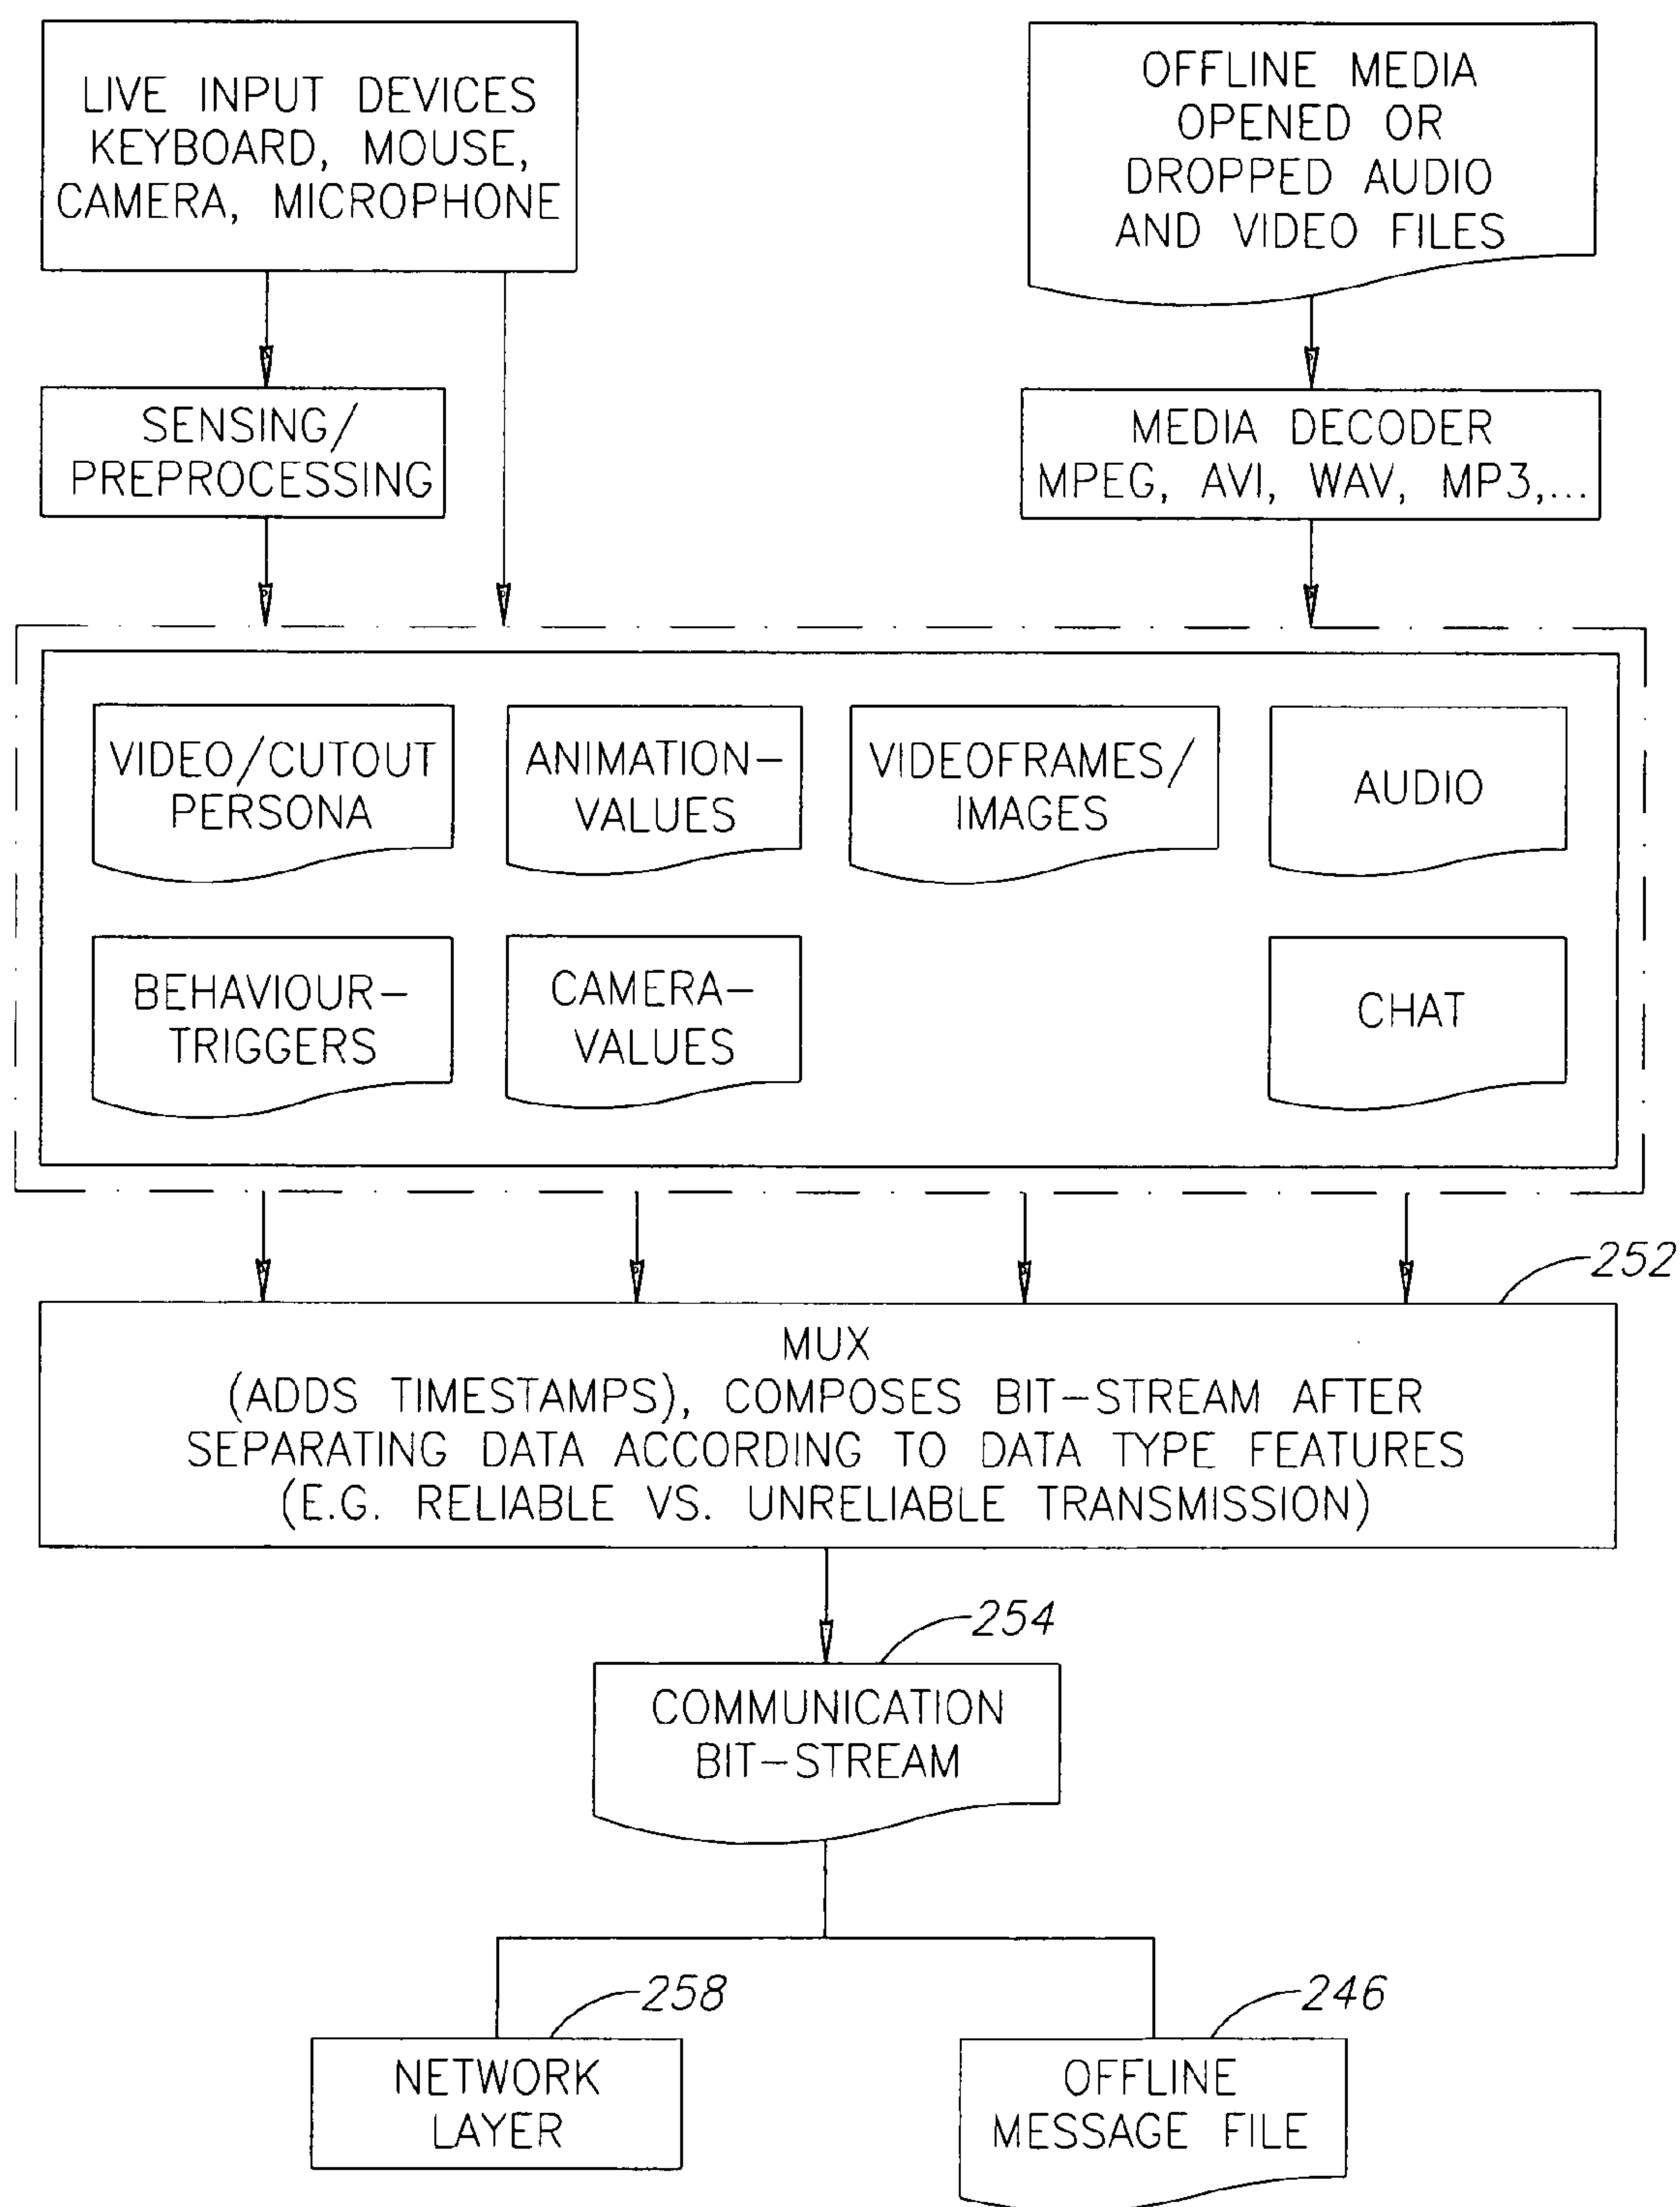 LIVE INPUT DEVICES
KEYBOARD, MOUSE,
CAMERA, MICROPHONE
OFFLINE MEDIA
OPENED OR
DROPPED AUDIO
AND VIDEO FILES
SENSING/
PREPROCESSING
MEDIA DECODER
MPEG, AVI, WAV, MP3,...
VIDEO/CUTOUT
PERSONA
ANIMATION-
VALUES
VIDEOFRAMES/
IMAGES
AUDIO
BEHAVIOUR-
TRIGGERS
CAMERA-
VALUES
CHAT
252
MUX
(ADDS TIMESTAMPS), COMPOSES BIT-STREAM AFTER
SEPARATING DATA ACCORDING TO DATA TYPE FEATURES
(E.G. RELIABLE VS. UNRELIABLE TRANSMISSION)
254
COMMUNICATION
BIT-STREAM
258
NETWORK
LAYER
246
OFFLINE
MESSAGE FILE